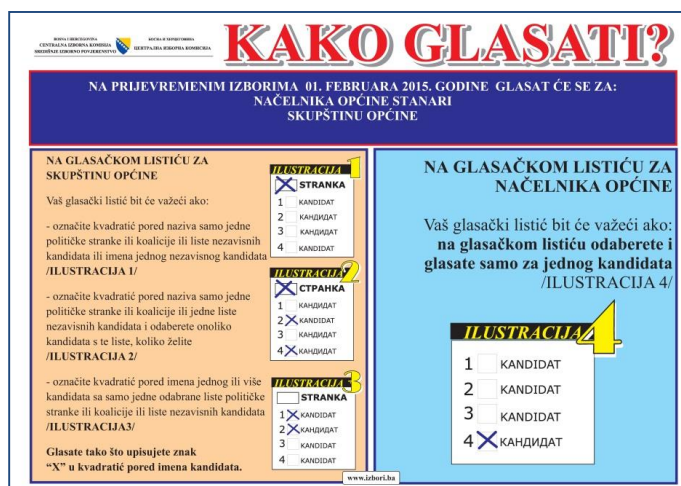 BOSNA I HERCEGOVINA
CENTRALNA IZBORNA KOMISIJA
SREDIŠNJE IZBORNO POVJERENSTVO
БОСНА И ХЕРЦЕГОВИНА
ЦЕНТРАЛНА ИЗБОРНА КОМИСИЈА
KAKO GLASATI?
NA PRIJEVREMENIM IZBORIMA 01. FEBRUARA 2015. GODINE GLASAT ĆE SE ZA:
NAČELNIKA OPĆINE STANARI
SKUPŠTINU OPĆINE
NA GLASAČKOM LISTIĆU ZA
SKUPŠTINU OPĆINE
Vaš glasački listić bit će važeći ako:
- označite kvadratić pored naziva samo jedne
političke stranke ili koalicije ili liste nezavisnih
kandidata ili imena jednog nezavisnog kandidata
/ILUSTRACIJA 1/
- označite kvadratić pored naziva samo jedne
političke stranke ili koalicije ili jedne liste
nezavisnih kandidata i odaberete onoliko
kandidata s te liste, koliko želite
/ILUSTRACIJA 2/
- označite kvadratić pored imena jednog ili više
kandidata sa samo jedne odabrane liste političke
stranke ili koalicije ili liste nezavisnih kandidata
/ILUSTRACIJA3/
Glasate tako što upisujete znak
“X” u kvadratić pored imena kandidata.
ILUSTRACIJA 1
STRANKA
1 KANDIDAT
2 КАНДИДАТ
3 КАНДИДАТ
4 KANDIDAT
ILUSTRACIJA 2
СТРАНКА
1 КАНДИДАТ
2 KANDIDAT
3 КАНДИДАТ
4 КАНДИДАТ
ILUSTRACIJA 3
STRANKA
1 KANDIDAT
2 КАНДИДАТ
3 KANDIDAT
4 KANDIDAT
NA GLASAČKOM LISTIĆU ZA
NAČELNIKA OPĆINE
Vaš glasački listić bit će važeći ako:
na glasačkom listiću odaberete i
glasate samo za jednog kandidata
/ILUSTRACIJA 4/
ILUSTRACIJA 4
1 KANDIDAT
2 KANDIDAT
3 KANDIDAT
4 КАНДИДАТ
www.izbori.ba